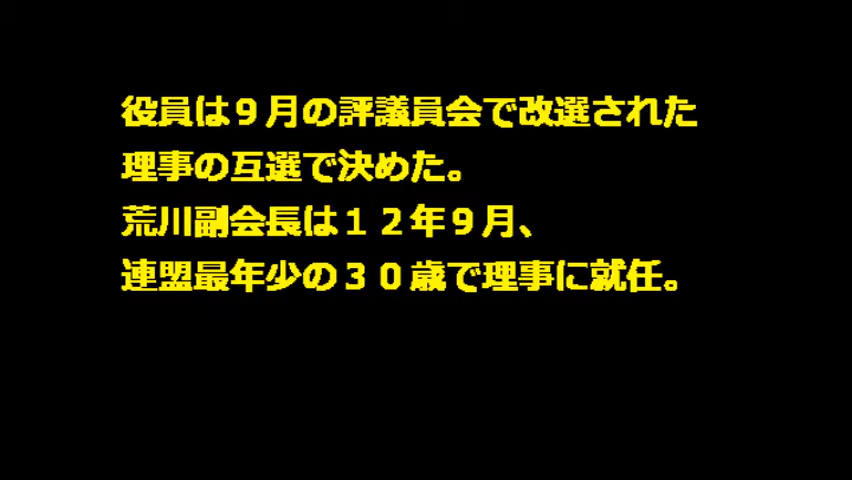 役員は９月の評議員会で改選された
理事の互選で決めた。
荒川副会長は１２年９月、
連盟最年少の３０歳で理事に就任。